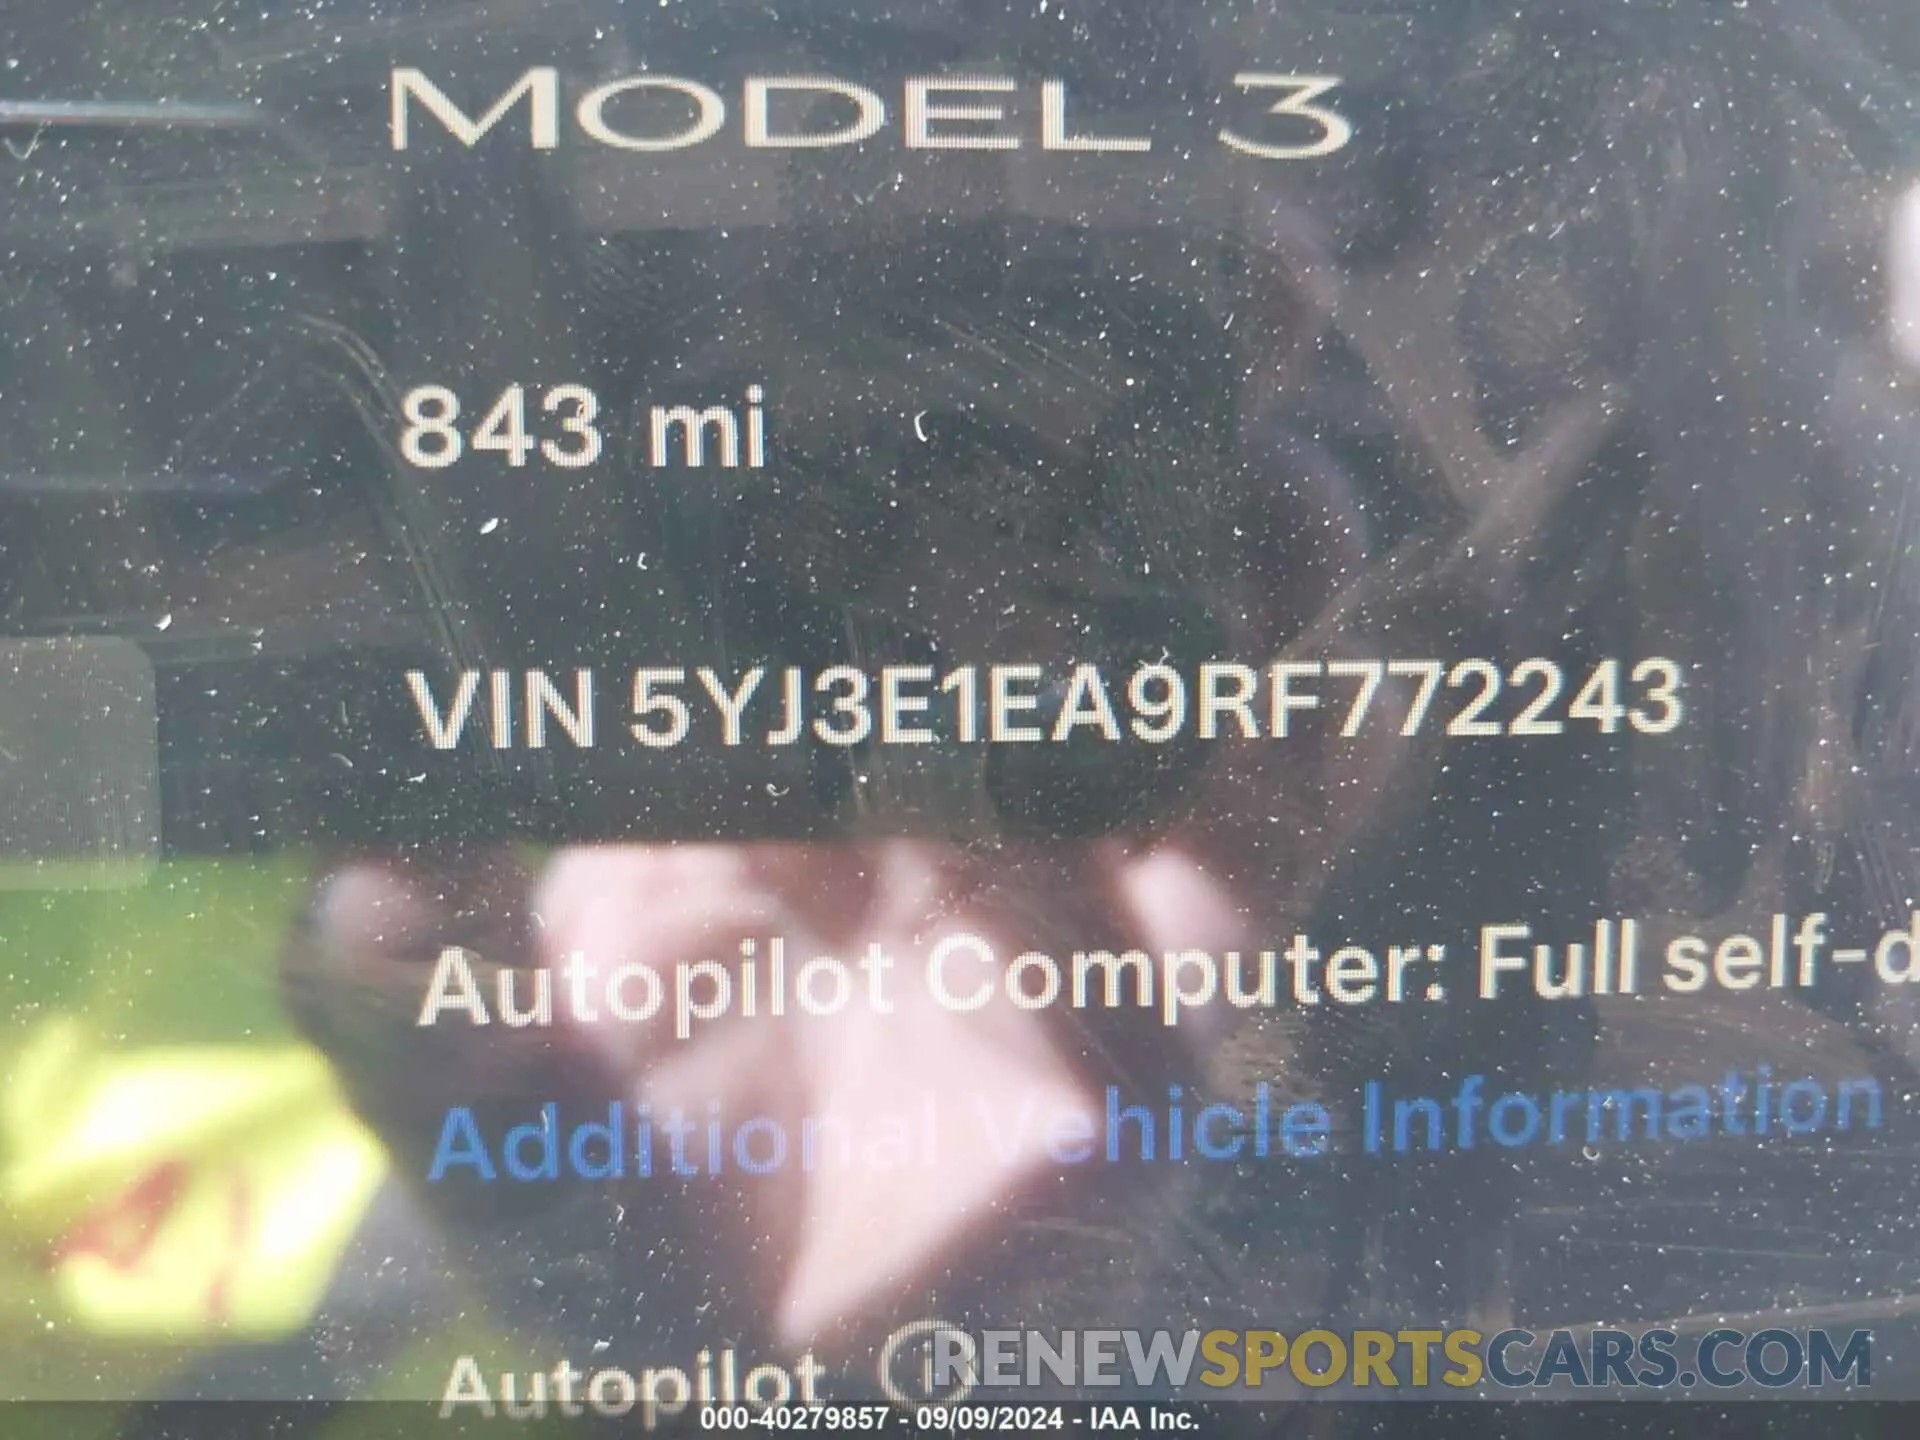 MODEL 3
843 mi
VIN 5YJ3E1EA9RF772243
Autopilot Computer: Full self-d
Additional Vehicle Information
Autopilot
RENEWSPORTSCARS.COM
000-40279857 - 09/09/2024 - IAA Inc.